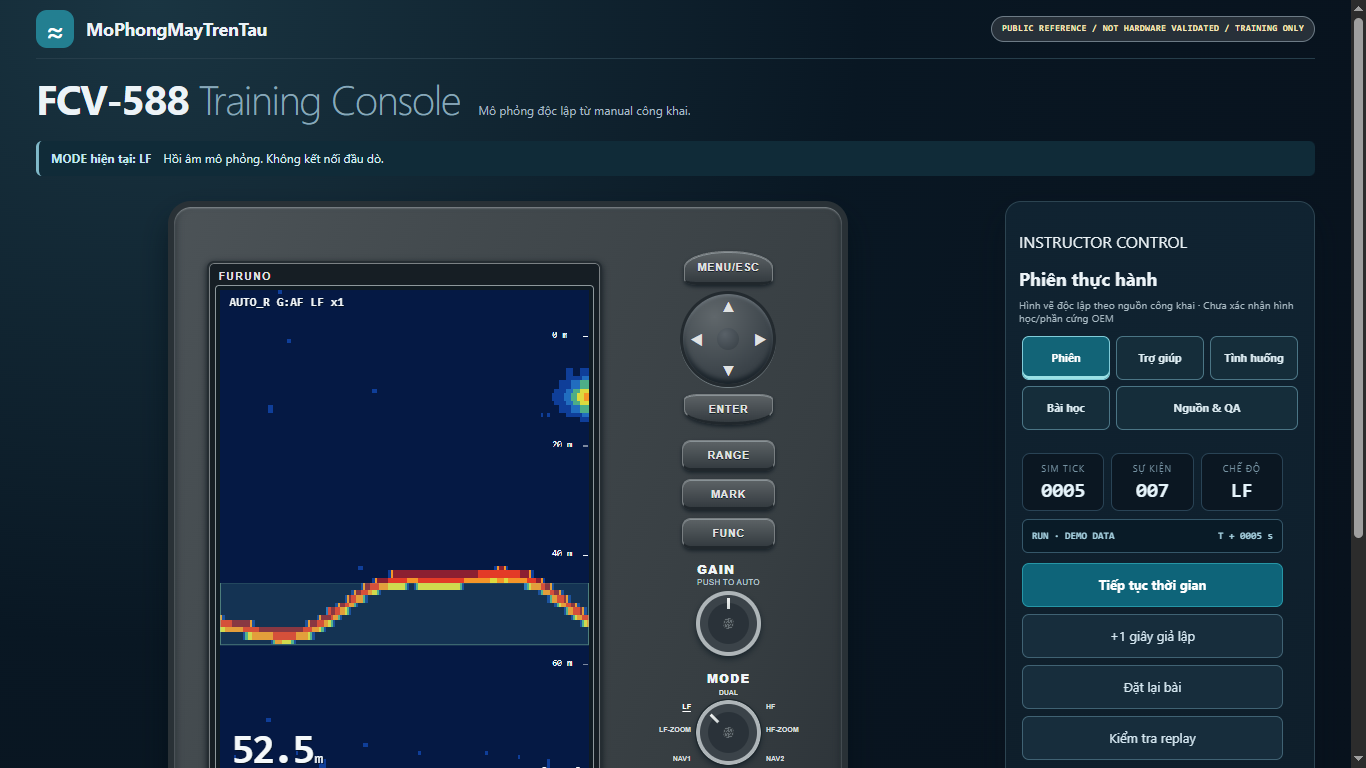 ≈
MoPhongMayTrenTau
PUBLIC REFERENCE / NOT HARDWARE VALIDATED / TRAINING ONLY
FCV-588 Training Console Mô phỏng độc lập từ manual công khai.
MODE hiện tại: LF Hồi âm mô phỏng. Không kết nối đầu dò.
FURUNO
AUTO_R G:AF LF x1
0 m
20 m
40 m
60 m
52.5m
MENU/ESC
▲
◀ ▶
▼
ENTER
RANGE
MARK
FUNC
GAIN
PUSH TO AUTO
MODE
DUAL
LF HF
LF-ZOOM HF-ZOOM
NAV1 NAV2
INSTRUCTOR CONTROL
Phiên thực hành
Hình vẽ độc lập theo nguồn công khai · Chưa xác nhận hình
học/phần cứng OEM
Phiên Trợ giúp Tình huống
Bài học Nguồn & QA
SIM TICK SỰ KIỆN CHẾ ĐỘ
0005 007 LF
RUN · DEMO DATA T + 0005 s
Tiếp tục thời gian
+1 giây giả lập
Đặt lại bài
Kiểm tra replay